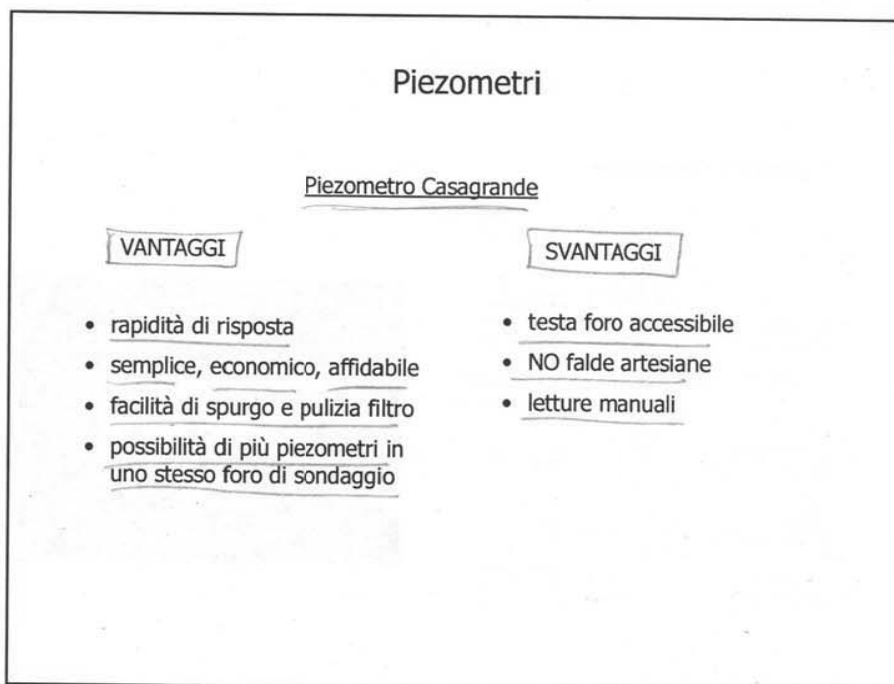 Piezometri
Piezometro Casagrande
VANTAGGI
• rapidità di risposta
• semplice, economico, affidabile
• facilità di spurgo e pulizia filtro
• possibilità di più piezometri in
uno stesso foro di sondaggio
SVANTAGGI
• testa foro accessibile
• NO falde artesiane
• letture manuali